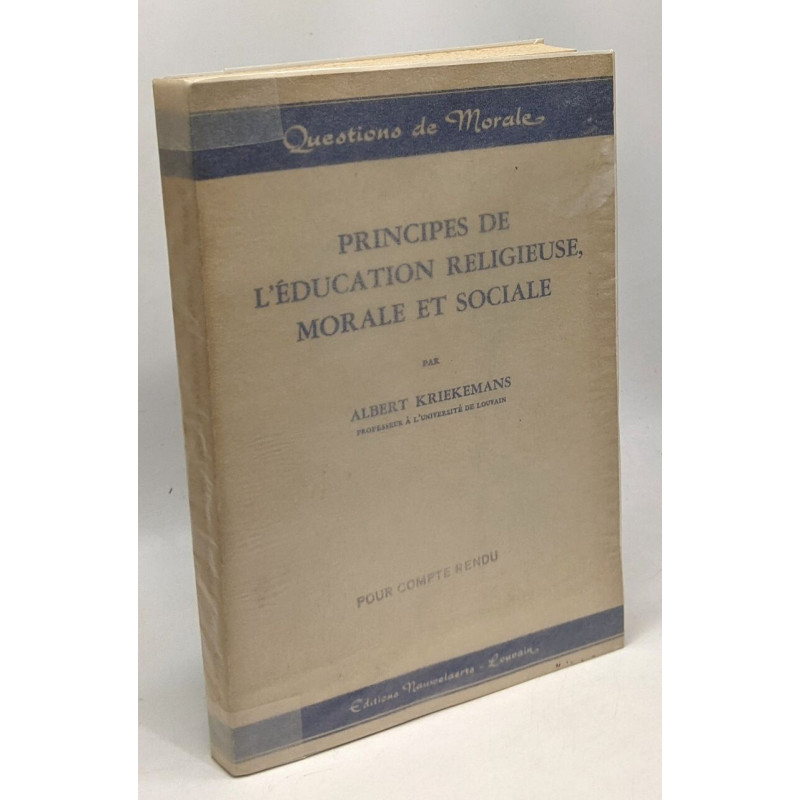 Questions de Morale
PRINCIPES DE
L'ÉDUCATION RELIGIEUSE,
MORALE ET SOCIALE
PAR
ALBERT KRIEKEMANS
PROFESSEUR À L'UNIVERSITÉ DE LOUVAIN
POUR COMPTE RENDU
Editions Nauwelaerts - Louvain